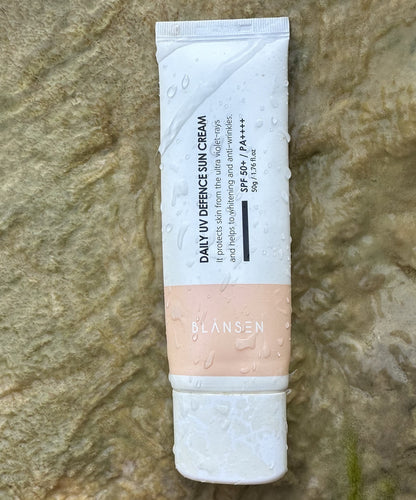 DAILY UV DEFENCE SUN CREAM
It protects skin from the ultra violet-rays
and helps to whitening and anti-wrinkles.
SPF 50+ / PA++++
50g / 1.76 fl.oz
BLANSEN